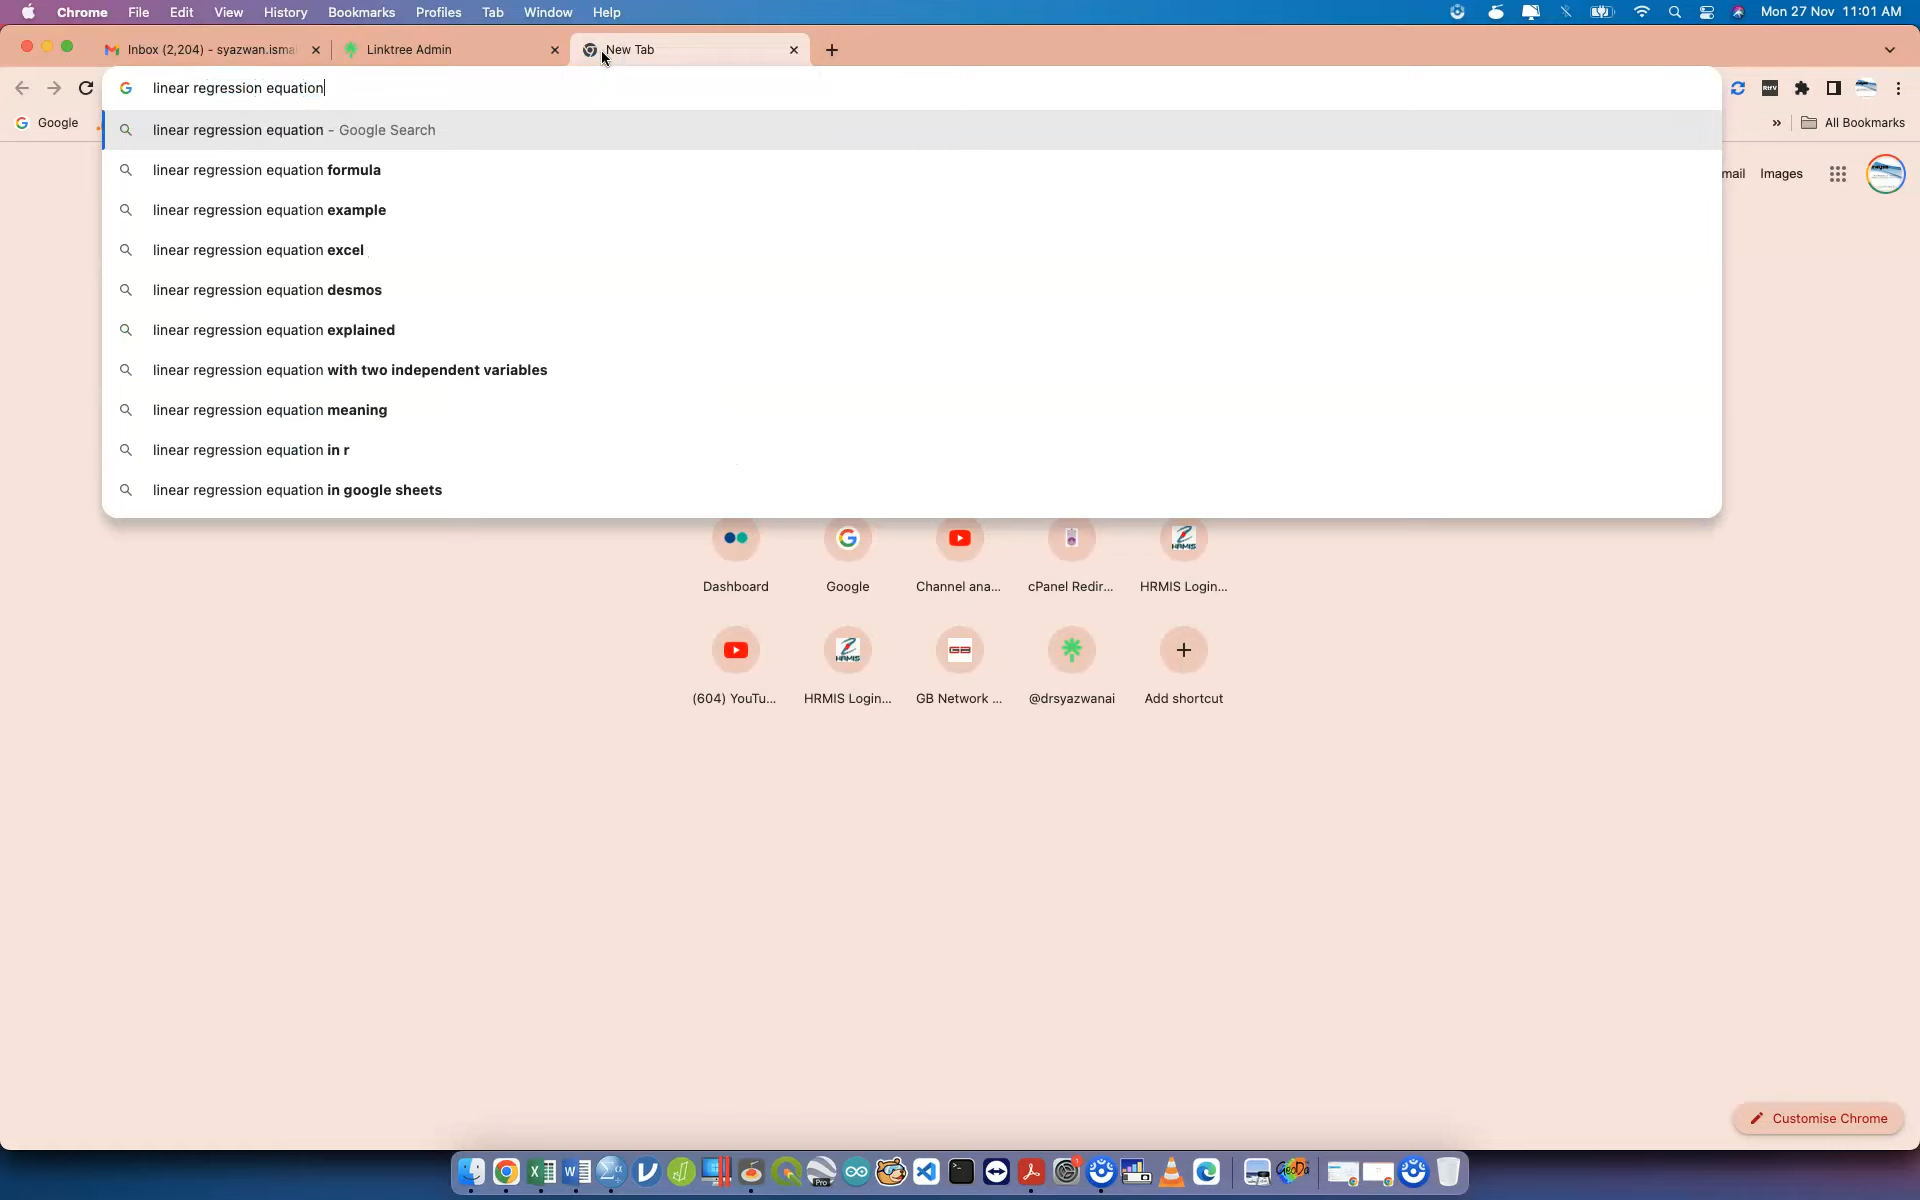 Chrome File Edit View History Bookmarks Profiles Tab Window Help Mon 27 Nov 11:01 AM
Inbox (2,204) - syazwan.isma Linktree Admin New Tab
linear regression equation
Google » All Bookmarks
linear regression equation - Google Search
linear regression equation formula
mail Images
linear regression equation example
linear regression equation excel
linear regression equation desmos
linear regression equation explained
linear regression equation with two independent variables
linear regression equation meaning
linear regression equation in r
linear regression equation in google sheets
Dashboard Google Channel ana... cPanel Redir... HRMIS Login...
(604) YouTu... HRMIS Login... GB Network ... @drsyazwanai Add shortcut
Customise Chrome